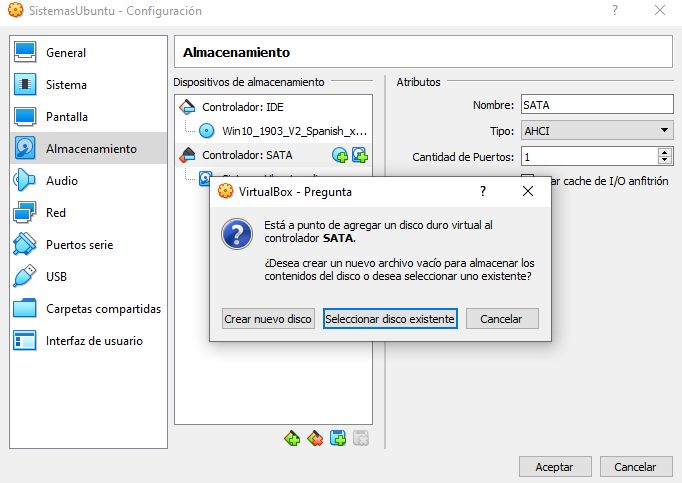 SistemasUbuntu - Configuración
General
Sistema
Pantalla
Almacenamiento
Audio
Red
Puertos serie
USB
Carpetas compartidas
Interfaz de usuario
Almacenamiento
Dispositivos de almacenamiento
Controlador: IDE
Win10_1903_V2_Spanish_x...
Controlador: SATA
Atributos
Nombre: SATA
Tipo: AHCI
Cantidad de Puertos: 1
cache de I/O anfitrión
VirtualBox - Pregunta
Está a punto de agregar un disco duro virtual al
controlador SATA.
¿Desea crear un nuevo archivo vacío para almacenar los
contenidos del disco o desea seleccionar uno existente?
Crear nuevo disco
Seleccionar disco existente
Cancelar
Aceptar
Cancelar